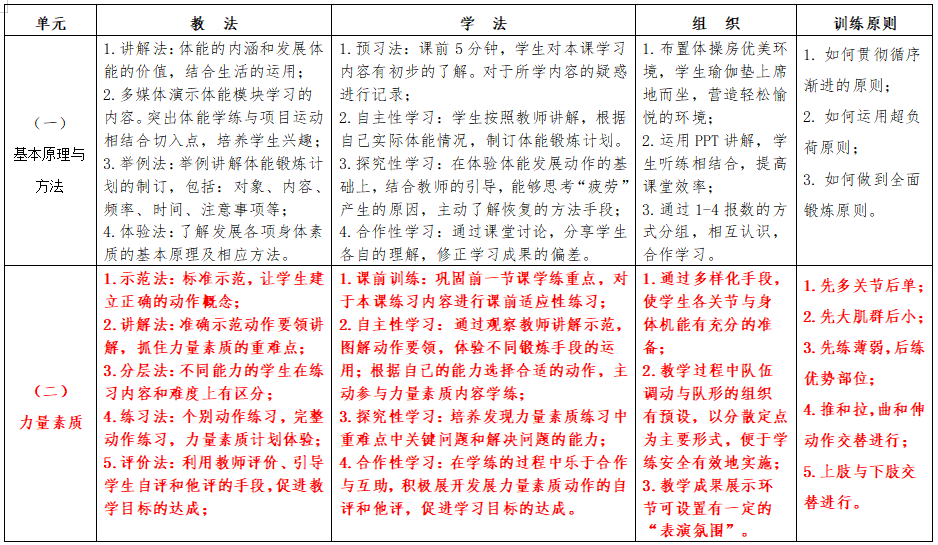 单元
教 法
学 法
组 织
训练原则
（一）
基本原理与
方法
1.讲解法：体能的内涵和发展体
能的价值，结合生活的运用；
2.多媒体演示体能模块学习的
内容。突出体能学练与项目运动
相结合切入点，培养学生兴趣；
3.举例法：举例讲解体能锻炼计
划的制订，包括：对象、内容、
频率、时间、注意事项等；
4.体验法：了解发展各项身体素
质的基本原理及相应方法。
1.预习法：课前 5 分钟，学生对本课学习
内容有初步的了解。对于所学内容的疑惑
进行记录；
2.自主性学习：学生按照教师讲解，根据
自己实际体能情况，制订体能锻炼计划。
3.探究性学习：在体验体能发展动作的基
础上，结合教师的引导，能够思考“疲劳”
产生的原因，主动了解恢复的方法手段；
4.合作性学习：通过课堂讨论，分享学生
各自的理解，修正学习成果的偏差。
1.布置体操房优美环
境，学生瑜伽垫上席
地而坐，营造轻松愉
悦的环境；
2.运用 PPT 讲解，学
生听练相结合，提高
课堂效率；
3.通过 1-4 报数的方
式分组，相互认识，
合作学习。
1. 如何贯彻循序
渐进的原则；
2. 如何运用超负
荷原则；
3. 如何做到全面
锻炼原则。
（二）
力量素质
1.示范法：标准示范，让学生建
立正确的动作概念；
2.讲解法：准确示范动作要领讲
解，抓住力量素质的重难点；
3.分层法：不同能力的学生在练
习内容和难度上有区分；
4.练习法：个别动作练习，完整
动作练习，力量素质计划体验；
5.评价法：利用教师评价、引导
学生自评和他评的手段，促进教
学目标的达成；
1.课前训练：巩固前一节课学练重点，对
于本课练习内容进行课前适应性练习；
2.自主性学习：通过观察教师讲解示范，
图解动作要领，体验不同锻炼手段的运
用；根据自己的能力选择合适的动作，主
动参与力量素质内容学练；
3.探究性学习：培养发现力量素质练习中
重难点中关键问题和解决问题的能力；
4.合作性学习：在学练的过程中乐于合作
与互助，积极展开发展力量素质动作的自
评和他评，促进学习目标的达成。
1.通过多样化手段，
使学生各关节与身
体机能有充分的准
备；
2.教学过程中队伍
调动与队形的组织
有预设，以分散定点
为主要形式，便于学
练安全有效地实施；
3.教学成果展示环
节可设置有一定的
“表演氛围”。
1.先多关节后单；
2.先大肌群后小；
3.先练薄弱，后练
优势部位；
4.推和拉，曲和伸
动作交替进行；
5.上肢与下肢交
替进行。